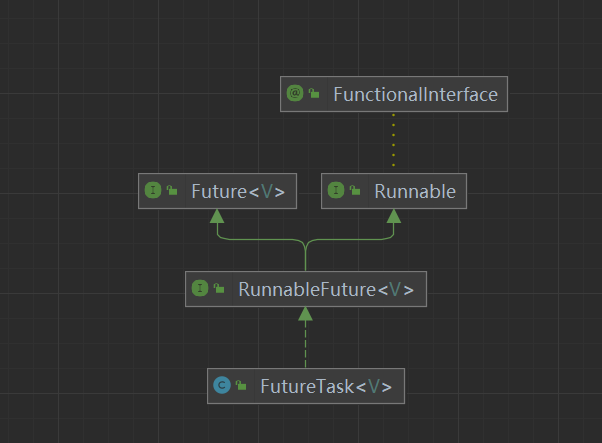 @ FunctionalInterface
I Future<V>
I Runnable
I RunnableFuture<V>
C FutureTask<V>